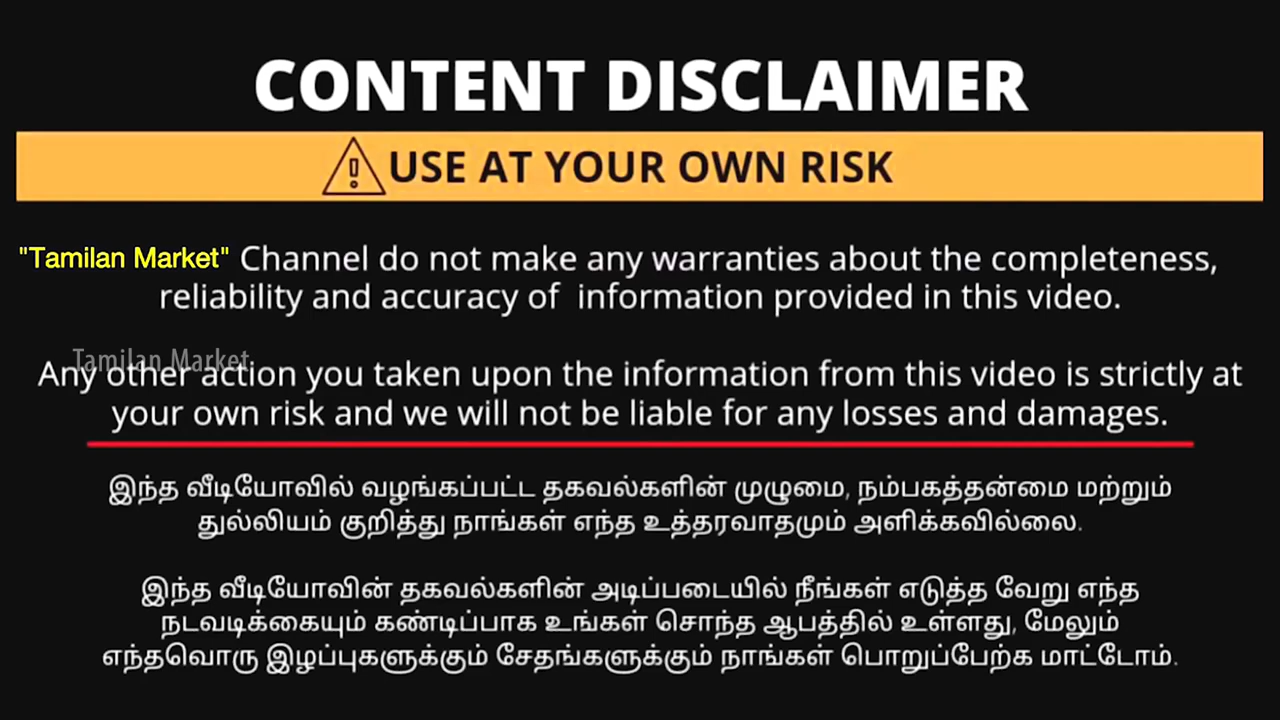 CONTENT DISCLAIMER
USE AT YOUR OWN RISK
"Tamilan Market" Channel do not make any warranties about the completeness,
reliability and accuracy of information provided in this video.
Tamilan Market
Any other action you taken upon the information from this video is strictly at
your own risk and we will not be liable for any losses and damages.
இந்த வீடியோவில் வழங்கப்பட்ட தகவல்களின் முழுமை, நம்பகத்தன்மை மற்றும்
துல்லியம் குறித்து நாங்கள் எந்த உத்தரவாதமும் அளிக்கவில்லை.
இந்த வீடியோவின் தகவல்களின் அடிப்படையில் நீங்கள் எடுத்த வேறு எந்த
நடவடிக்கையும் கண்டிப்பாக உங்கள் சொந்த ஆபத்தில் உள்ளது, மேலும்
எந்தவொரு இழப்புகளுக்கும் சேதங்களுக்கும் நாங்கள் பொறுப்பேற்க மாட்டோம்.